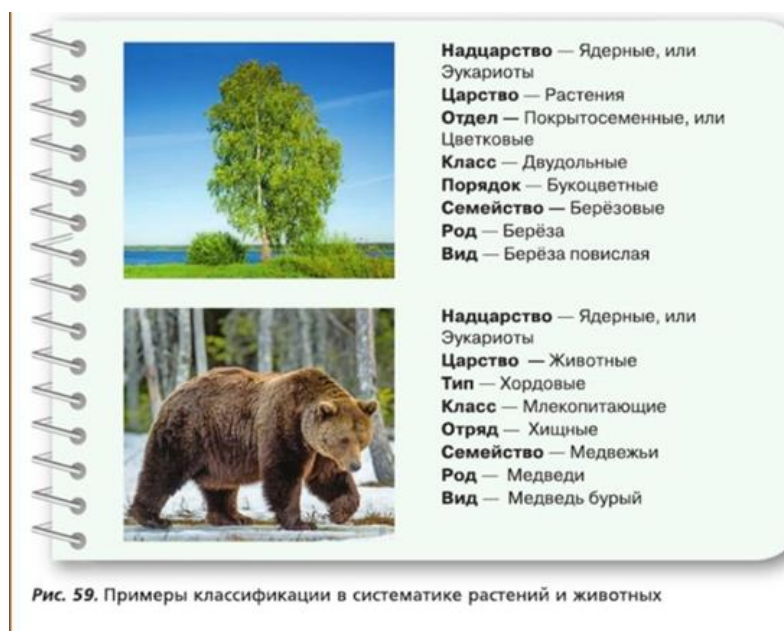 Надцарство — Ядерные, или
Эукариоты
Царство — Растения
Отдел — Покрытосеменные, или
Цветковые
Класс — Двудольные
Порядок — Букоцветные
Семейство — Берёзовые
Род — Берёза
Вид — Берёза повислая
Надцарство — Ядерные, или
Эукариоты
Царство — Животные
Тип — Хордовые
Класс — Млекопитающие
Отряд — Хищные
Семейство — Медвежьи
Род — Медведи
Вид — Медведь бурый
Рис. 59. Примеры классификации в систематике растений и животных